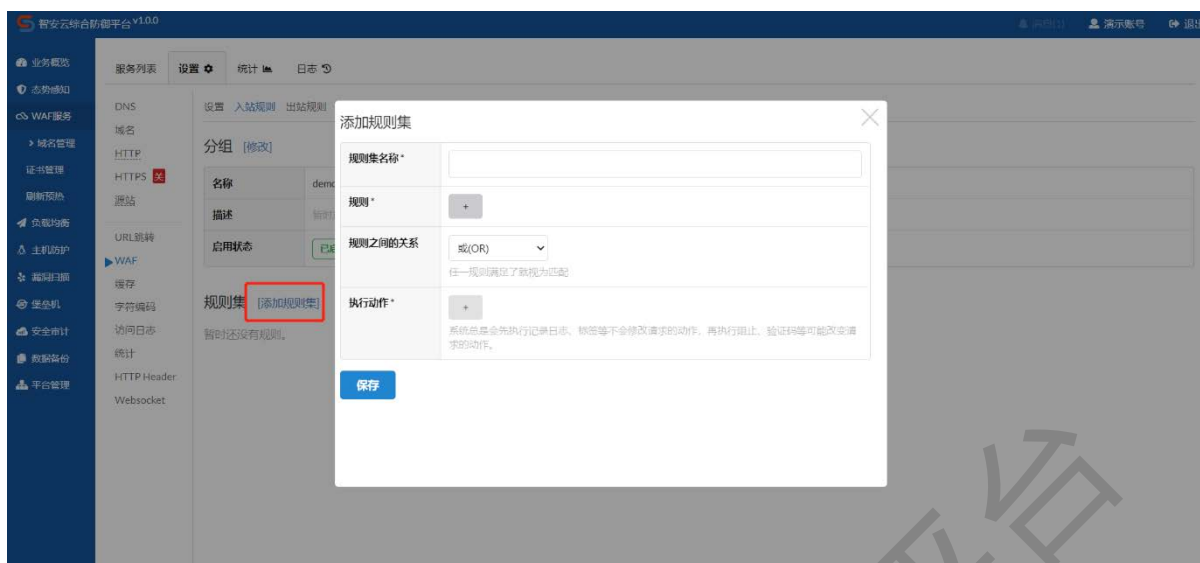 智安云综合防御平台 V1.0.0
消息(1) 演示账号 退出
业务概览
态势感知
WAF服务
域名管理
证书管理
刷新预热
负载均衡
主机防护
漏洞扫描
堡垒机
安全审计
数据备份
平台管理
服务列表 设置 统计 日志
DNS
域名
HTTP
HTTPS 关
源站
URL跳转
WAF
缓存
字符编码
访问日志
统计
HTTP Header
Websocket
设置 入站规则 出站规则
分组 [修改]
名称 demo
描述
启用状态
规则集 [添加规则集]
暂时还没有规则。
添加规则集
规则集名称 *
规则 * +
规则之间的关系 或(OR)
任一规则满足了就视为匹配
执行动作 * +
系统总是会先执行记录日志、标签等不会修改请求的动作，再执行阻止、验证码等可能改变请
求的动作。
保存
平台